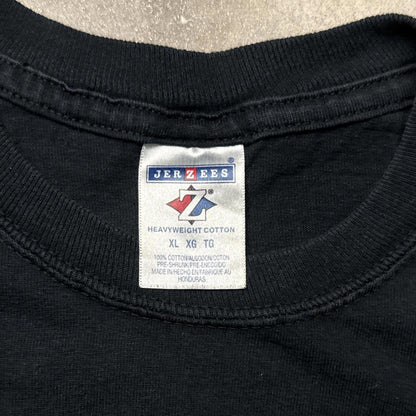 JERZEES®
Z®
HEAVYWEIGHT COTTON
XL XG TG
100% COTTON/ALGODON/COTON
PRE-SHRUNK/PRE-ENCOGIDO
MADE IN/HECHO EN/FABRIQUE AU
HONDURAS